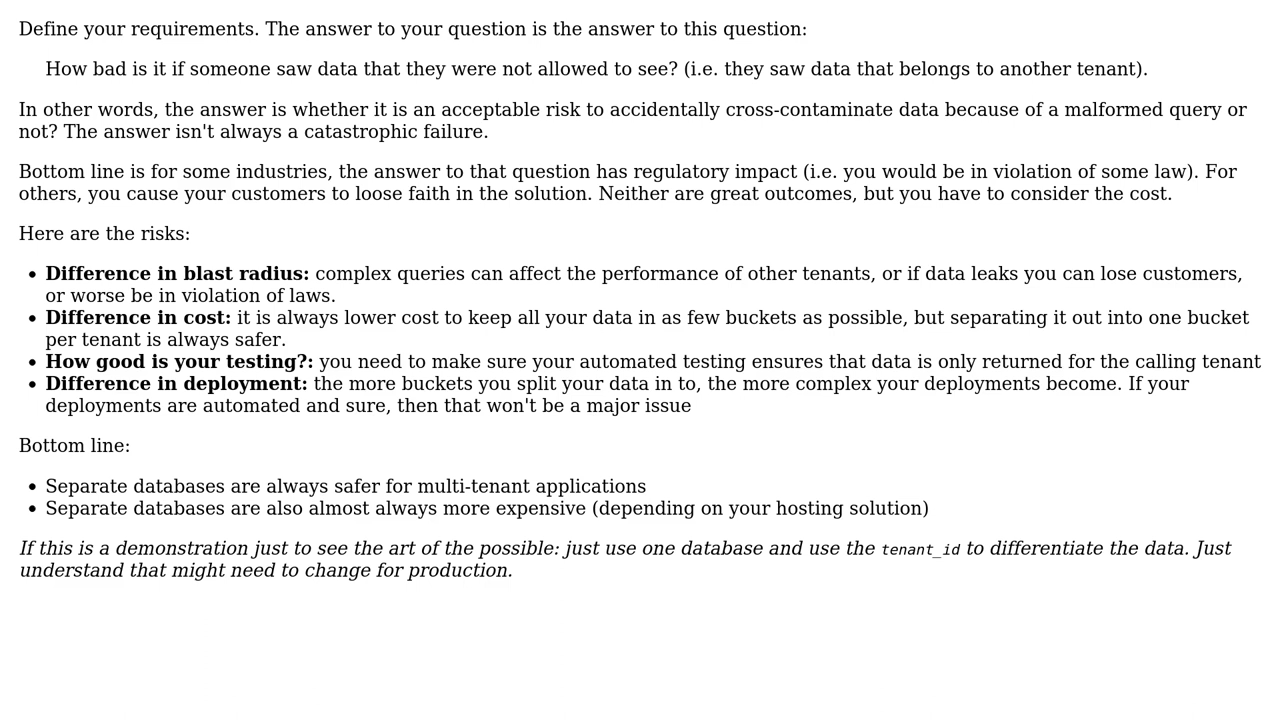 Define your requirements. The answer to your question is the answer to this question:
How bad is it if someone saw data that they were not allowed to see? (i.e. they saw data that belongs to another tenant).
In other words, the answer is whether it is an acceptable risk to accidentally cross-contaminate data because of a malformed query or
not? The answer isn't always a catastrophic failure.
Bottom line is for some industries, the answer to that question has regulatory impact (i.e. you would be in violation of some law). For
others, you cause your customers to loose faith in the solution. Neither are great outcomes, but you have to consider the cost.
Here are the risks:
• Difference in blast radius: complex queries can affect the performance of other tenants, or if data leaks you can lose customers,
or worse be in violation of laws.
• Difference in cost: it is always lower cost to keep all your data in as few buckets as possible, but separating it out into one bucket
per tenant is always safer.
• How good is your testing?: you need to make sure your automated testing ensures that data is only returned for the calling tenant
• Difference in deployment: the more buckets you split your data in to, the more complex your deployments become. If your
deployments are automated and sure, then that won't be a major issue
Bottom line:
• Separate databases are always safer for multi-tenant applications
• Separate databases are also almost always more expensive (depending on your hosting solution)
If this is a demonstration just to see the art of the possible: just use one database and use the tenant_id to differentiate the data. Just
understand that might need to change for production.